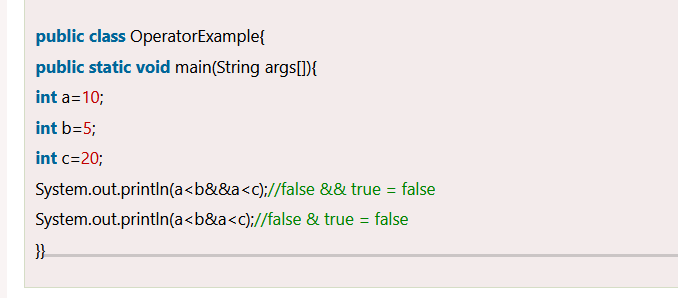 public class OperatorExample{
public static void main(String args[]){
int a=10;
int b=5;
int c=20;
System.out.println(a<b&&a<c);//false && true = false
System.out.println(a<b&a<c);//false & true = false
}}